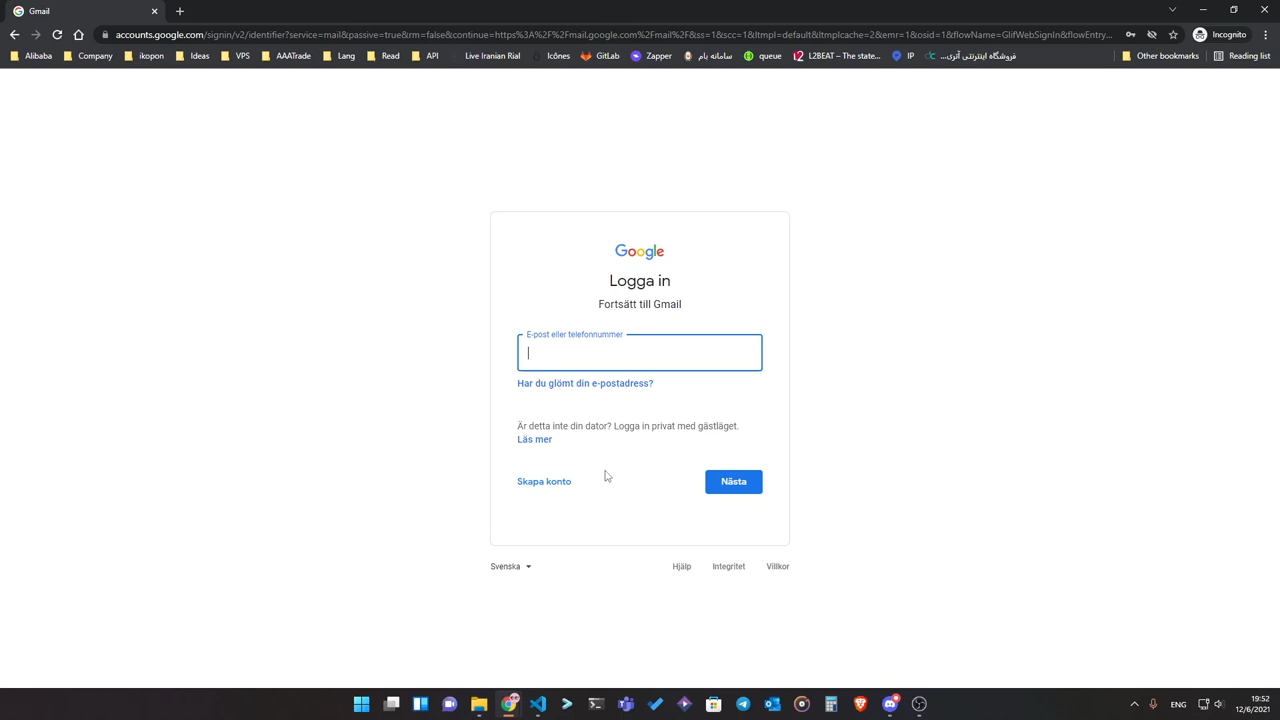 Gmail
accounts.google.com/signin/v2/identifier?service=mail&passive=true&rm=false&continue=https%3A%2F%2Fmail.google.com%2Fmail%2F&ss=1&scc=1&ltmpl=default&ltmplcache=2&emr=1&osid=1&flowName=GlifWebSignIn&flowEntry...
Incognito
Alibaba Company ikopon Ideas VPS AAATrade Lang Read API Live Iranian Rial Icônes GitLab Zapper سامانه بام queue L2BEAT – The state... IP فروشگاه اینترنتی آتری... Other bookmarks Reading list
Google
Logga in
Fortsätt till Gmail
E-post eller telefonnummer
Har du glömt din e-postadress?
Är detta inte din dator? Logga in privat med gästläget.
Läs mer
Skapa konto
Nästa
Svenska
Hjälp Integritet Villkor
ENG
19:52
12/6/2021